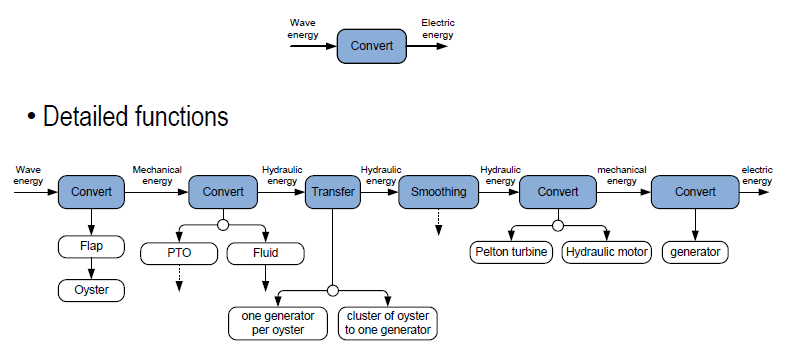 Wave
energy
Convert
Electric
energy
• Detailed functions
Wave
energy
Convert
Mechanical
energy
Convert
Hydraulic
energy
Transfer
Hydraulic
energy
Smoothing
Hydraulic
energy
Convert
mechanical
energy
Convert
electric
energy
Flap
PTO
Fluid
Pelton turbine
Hydraulic motor
generator
Oyster
one generator
per oyster
cluster of oyster
to one generator